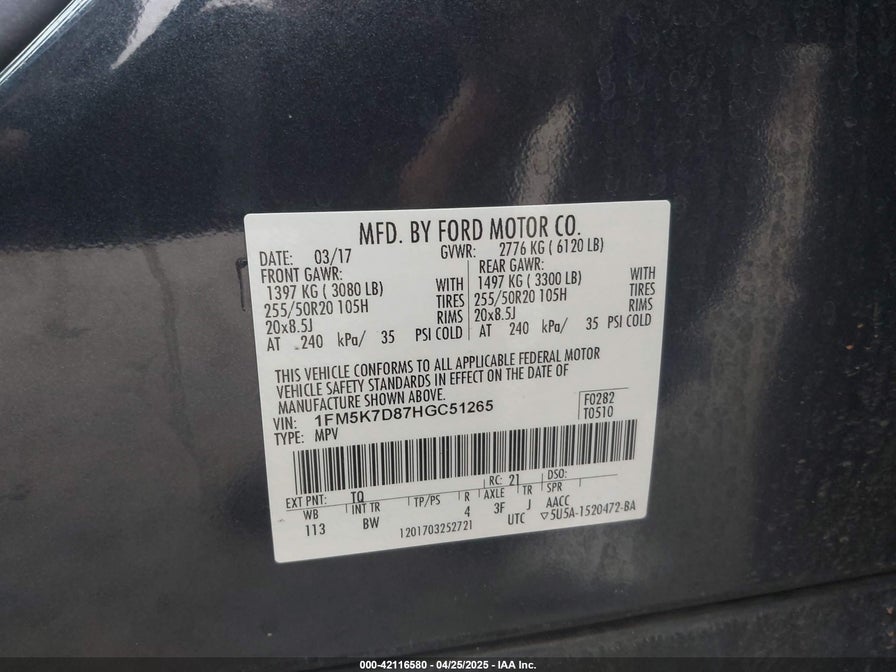 MFD. BY FORD MOTOR CO.
DATE: 03/17 GVWR: 2776 KG ( 6120 LB)
FRONT GAWR: REAR GAWR:
1397 KG ( 3080 LB) WITH 1497 KG ( 3300 LB) WITH
255/50R20 105H TIRES 255/50R20 105H TIRES
20x8.5J RIMS 20x8.5J RIMS
AT 240 kPa/ 35 PSI COLD AT 240 kPa/ 35 PSI COLD
THIS VEHICLE CONFORMS TO ALL APPLICABLE FEDERAL MOTOR
VEHICLE SAFETY STANDARDS IN EFFECT ON THE DATE OF
MANUFACTURE SHOWN ABOVE.
VIN: 1FM5K7D87HGC51265 F0282
TYPE: MPV T0510
EXT PNT: TQ RC: 21 DSO:
WB INT TR TP/PS R AXLE TR SPR
113 BW 4 3F J AACC
1201703252721 UTC ▽5U5A-1520472-BA
000-42116580 - 04/25/2025 - IAA Inc.